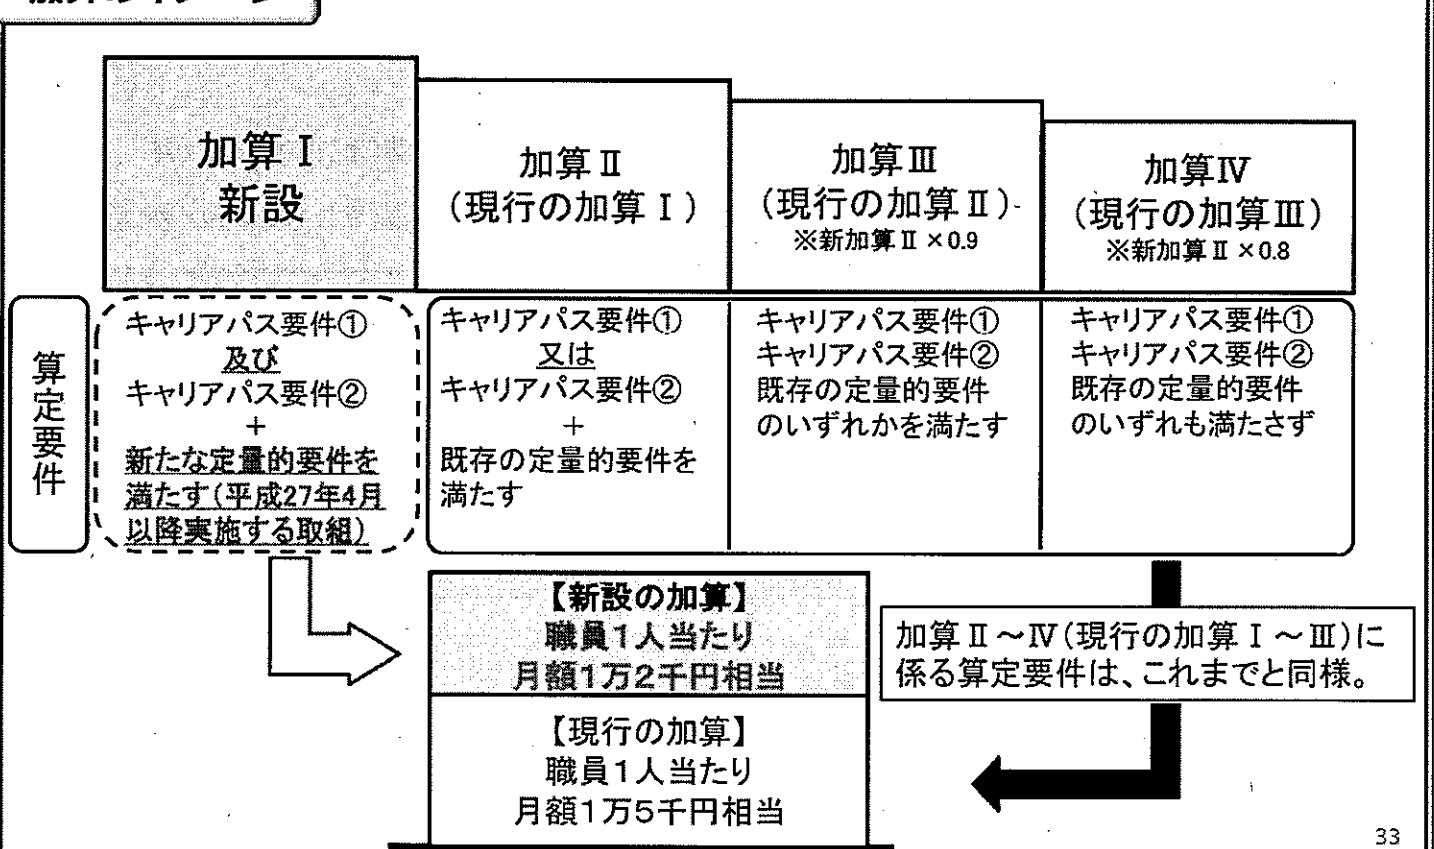 加算Ⅰ
新設
加算Ⅱ
(現行の加算Ⅰ)
加算Ⅲ
(現行の加算Ⅱ)
※新加算Ⅱ×0.9
加算Ⅳ
(現行の加算Ⅲ)
※新加算Ⅱ×0.8
算定要件
キャリアパス要件①
及び
キャリアパス要件②
+
新たな定量的要件を
満たす(平成27年4月
以降実施する取組)
キャリアパス要件①
又は
キャリアパス要件②
+
既存の定量的要件を
満たす
キャリアパス要件①
キャリアパス要件②
既存の定量的要件
のいずれかを満たす
キャリアパス要件①
キャリアパス要件②
既存の定量的要件
のいずれも満たさず
【新設の加算】
職員1人当たり
月額1万2千円相当
【現行の加算】
職員1人当たり
月額1万5千円相当
加算Ⅱ～Ⅳ(現行の加算Ⅰ～Ⅲ)に
係る算定要件は、これまでと同様。
33